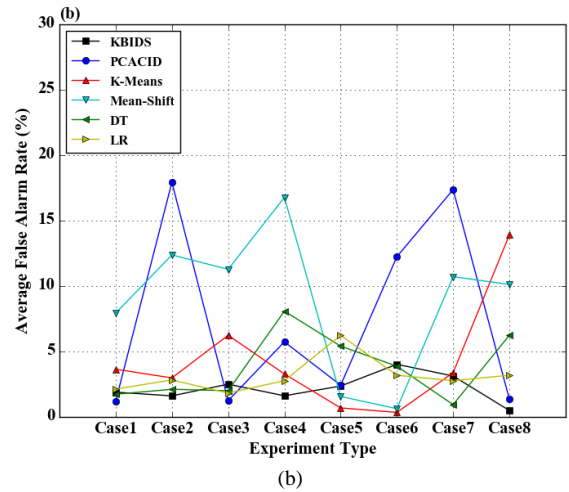 (b)
30
25
20
15
10
5
0
Average False Alarm Rate (%)
KBIDS
PCACID
K-Means
Mean-Shift
DT
LR
Case1 Case2 Case3 Case4 Case5 Case6 Case7 Case8
Experiment Type
(b)